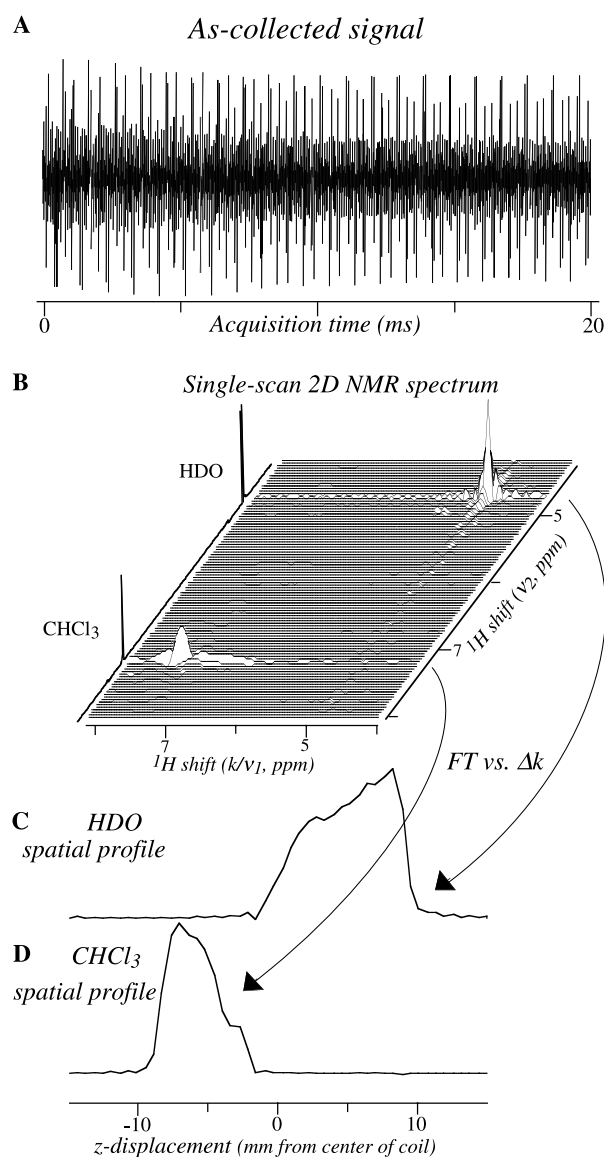 A
As-collected signal
0
Acquisition time (ms)
20
B
Single-scan 2D NMR spectrum
HDO
CHCl3
5
7
1H shift (ν2, ppm)
7
5
1H shift (k/ν1, ppm)
FT vs. Δk
C
HDO
spatial profile
D
CHCl3
spatial profile
-10
0
10
z-displacement (mm from center of coil)